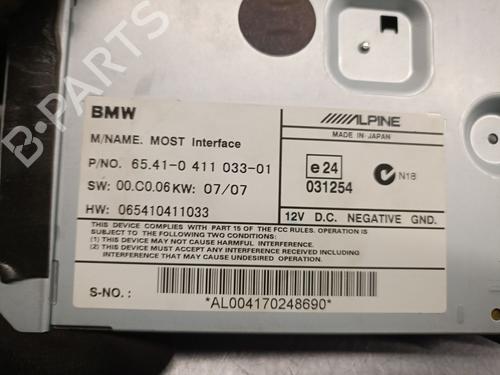 B-PARTS
BMW
ALPINE
M/NAME. MOST Interface
MADE IN JAPAN
P/NO. 65.41-0 411 033-01
e24
031254
N18
SW: 00.C0.06 KW: 07/07
HW: 065410411033
12V D.C. NEGATIVE GND.
THIS DEVICE COMPLIES WITH PART 15 OF THE FCC RULES. OPERATION
IS SUBJECT TO THE FOLLOWING TWO CONDITIONS:
(1) THIS DEVICE MAY NOT CAUSE HARMFUL INTERFERENCE.
(2) THIS DEVICE MUST ACCEPT ANY INTERFERENCE RECEIVED INCLUDING
INTERFERENCE THAT MAY CAUSE UNDESIRED OPERATION.
S-NO.:
*AL004170248690*